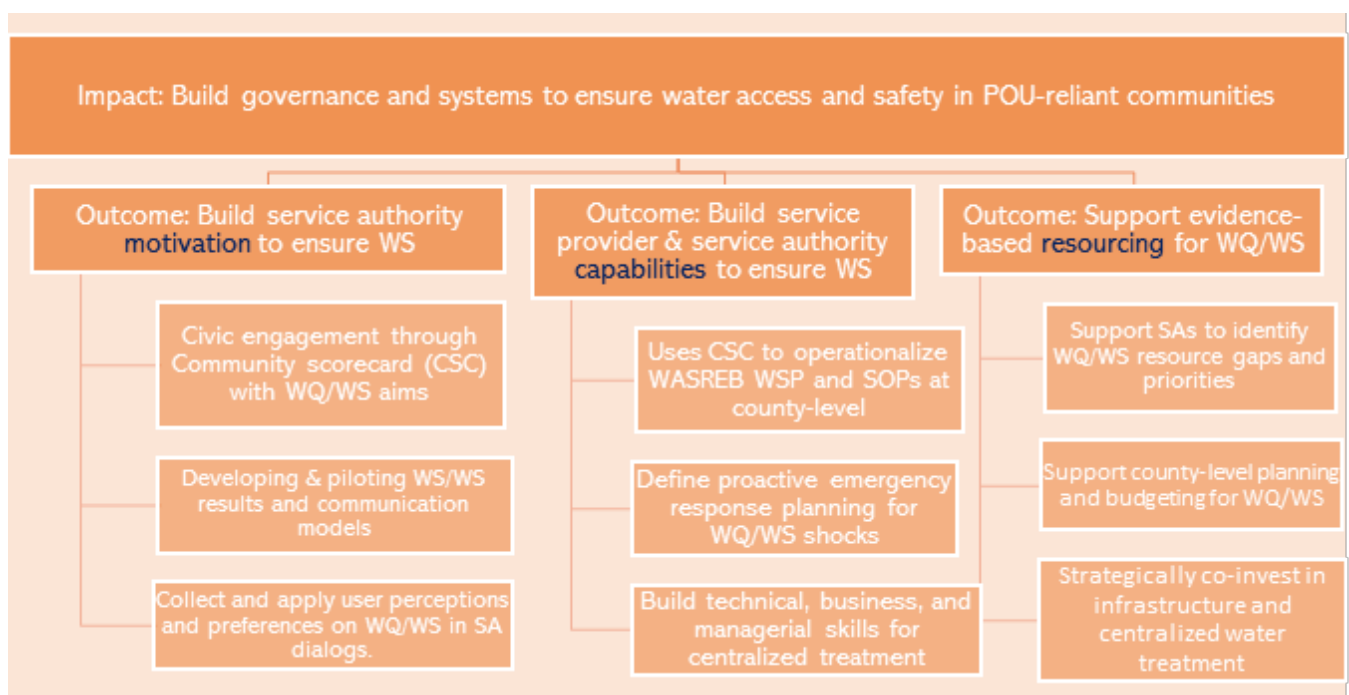 Impact: Build governance and systems to ensure water access and safety in POU-reliant communities
Outcome: Build service authority
motivation to ensure WS
Civic engagement through
Community scorecard (CSC)
with WQ/WS aims
Developing & piloting WS/WS
results and communication
models
Collect and apply user perceptions
and preferences on WQ/WS in SA
dialogs.
Outcome: Build service
provider & service authority
capabilities to ensure WS
Uses CSC to operationalize
WASREB WSP and SOPs at
county-level
Define proactive emergency
response planning for
WQ/WS shocks
Build technical, business, and
managerial skills for
centralized treatment
Outcome: Support evidence-
based resourcing for WQ/WS
Support SAs to identify
WQ/WS resource gaps and
priorities
Support county-level planning
and budgeting for WQ/WS
Strategically co-invest in
infrastructure and
centralized water
treatment